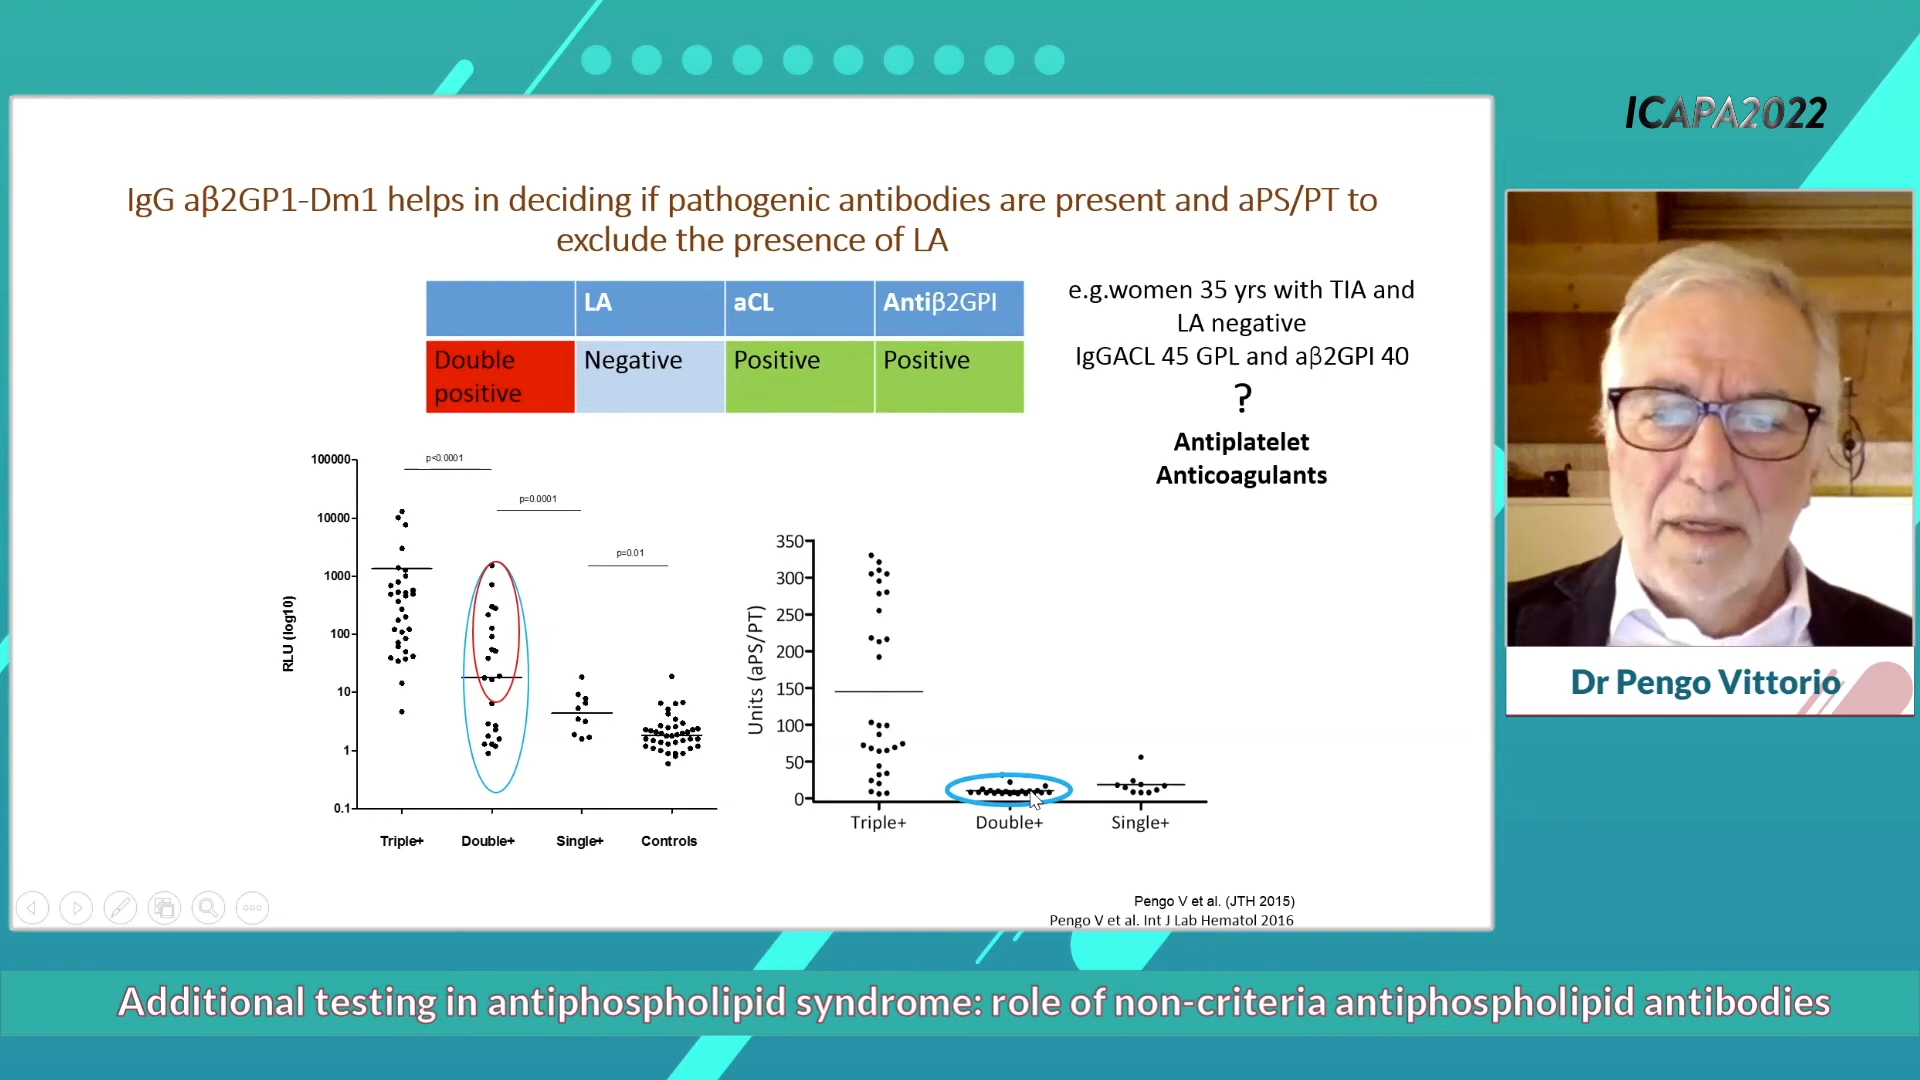 ICAPA2022
IgG aβ2GP1-Dm1 helps in deciding if pathogenic antibodies are present and aPS/PT to
exclude the presence of LA
LA aCL Antiβ2GPI
Double positive Negative Positive Positive
e.g.women 35 yrs with TIA and
LA negative
IgGACL 45 GPL and aβ2GPI 40
?
Antiplatelet
Anticoagulants
RLU (log10)
100000
10000
1000
100
10
1
0.1
p<0.0001
p=0.0001
p=0.01
Triple+ Double+ Single+ Controls
Units (aPS/PT)
350
300
250
200
150
100
50
0
Triple+ Double+ Single+
Pengo V et al. (JTH 2015)
Pengo V et al. Int J Lab Hematol 2016
Dr Pengo Vittorio
Additional testing in antiphospholipid syndrome: role of non-criteria antiphospholipid antibodies